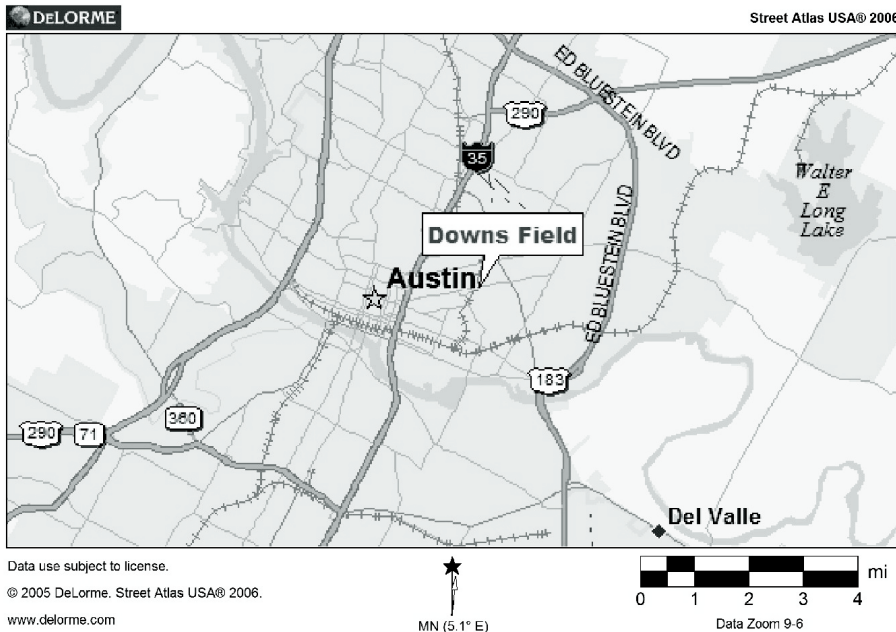 DELORME
Street Atlas USA® 2006
ED BLUESTEIN BLVD
290
35
Walter
E
Long
Lake
Downs Field
ED BLUESTEIN BLVD
Austin
183
360
290
71
Del Valle
Data use subject to license.
© 2005 DeLorme. Street Atlas USA® 2006.
www.delorme.com
MN (5.1° E)
mi
0 1 2 3 4
Data Zoom 9-6